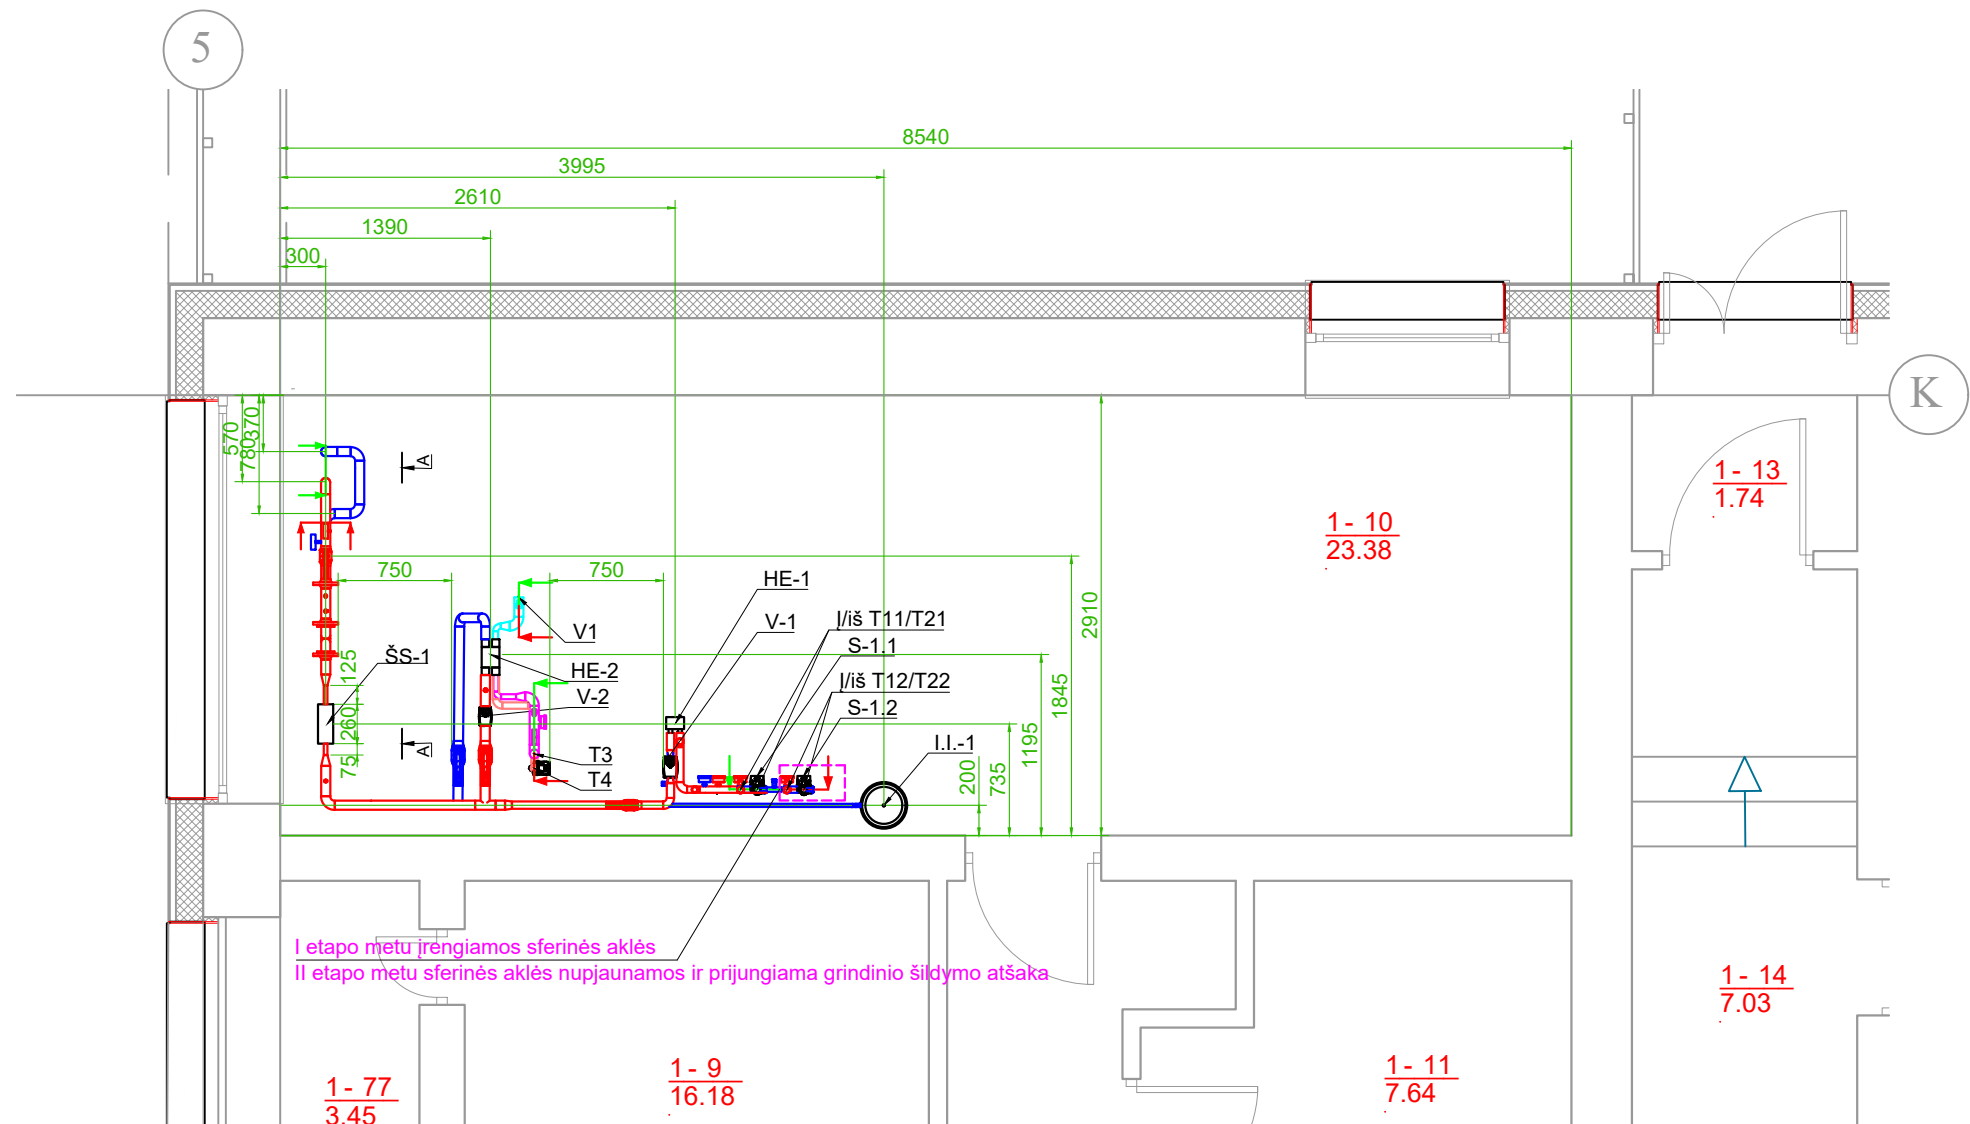 5
8540
3995
2610
1390
300
K
570
780
370
A
1- 13
1.74
1- 10
23.38
750
750
HE-1
2910
V1
V-1
Į/iš T11/T21
S-1.1
ŠS-1
125
HE-2
Į/iš T12/T22
V-2
S-1.2
1845
260
1195
A
75
T3
T4
I.I.-1
200
735
I etapo metu įrengiamos sferinės aklės
II etapo metu sferinės aklės nupjaunamos ir prijungiama grindinio šildymo atšaka
1- 14
7.03
1- 77
3.45
1- 9
16.18
1- 11
7.64